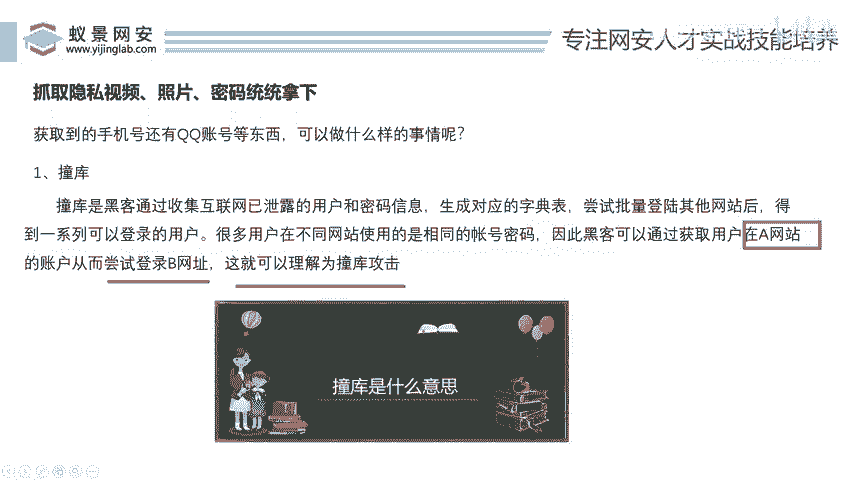 蚁景网安
www.yijinglab.com
专注网安人才实战技能培养
抓取隐私视频、照片、密码统统拿下
获取到的手机号还有QQ账号等东西，可以做什么样的事情呢？
1、撞库
撞库是黑客通过收集互联网已泄露的用户和密码信息，生成对应的字典表，尝试批量登陆其他网站后，得
到一系列可以登录的用户。很多用户在不同网站使用的是相同的帐号密码，因此黑客可以通过获取用户在A网站
的账户从而尝试登录B网址，这就可以理解为撞库攻击
撞库是什么意思